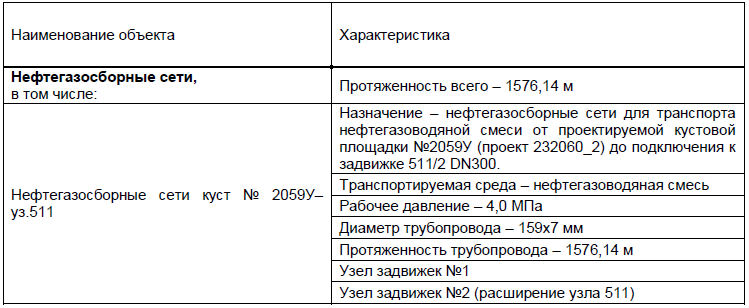 Наименование объекта
Характеристика
Нефтегазосборные сети,
в том числе:
Протяженность всего – 1576,14 м
Нефтегазосборные сети куст № 2059У–
уз.511
Назначение – нефтегазосборные сети для транспорта
нефтегазоводяной смеси от проектируемой кустовой
площадки №2059У (проект 232060_2) до подключения к
задвижке 511/2 DN300.
Транспортируемая среда – нефтегазоводяная смесь
Рабочее давление – 4,0 МПа
Диаметр трубопровода – 159х7 мм
Протяженность трубопровода – 1576,14 м
Узел задвижек №1
Узел задвижек №2 (расширение узла 511)